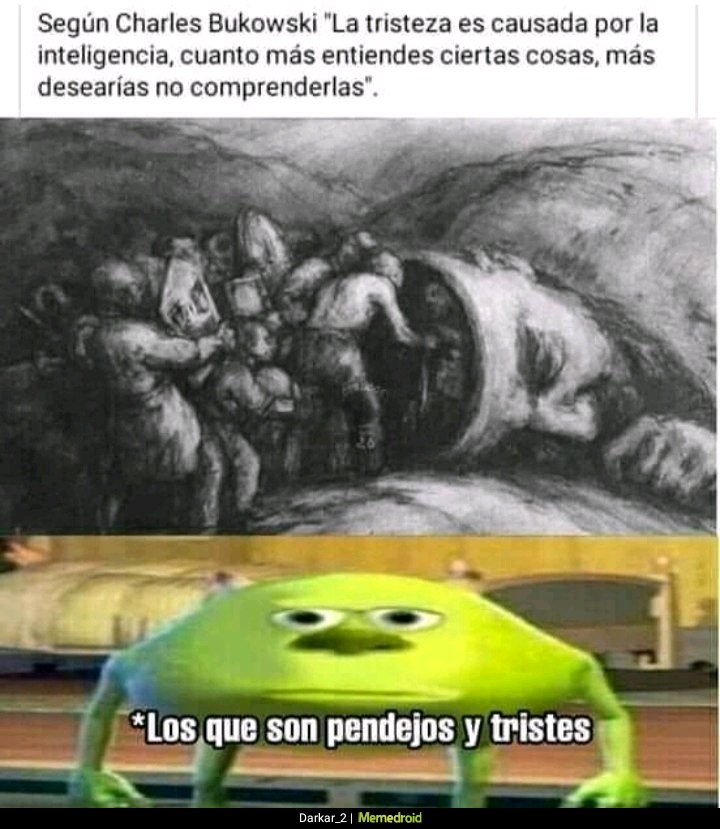 Según Charles Bukowski "La tristeza es causada por la
inteligencia, cuanto más entiendes ciertas cosas, más
desearías no comprenderlas".
*Los que son pendejos y tristes
Darkar_2 | Memedroid